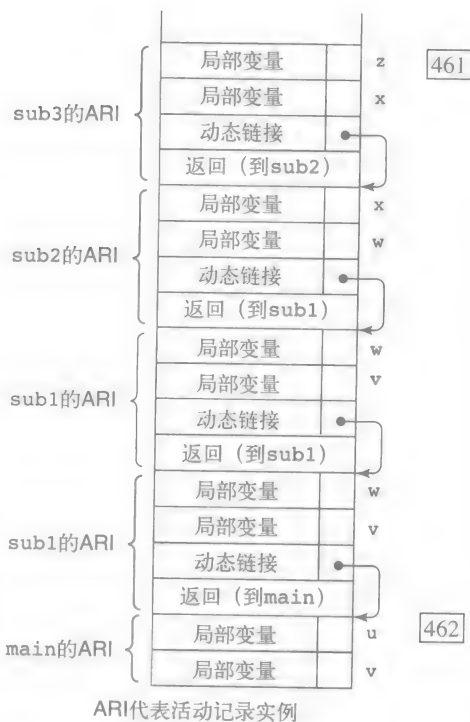 局部变量 z 461
局部变量 x
sub3的ARI
动态链接
返回（到sub2）
局部变量 x
局部变量 w
sub2的ARI
动态链接
返回（到sub1）
局部变量 w
局部变量 v
sub1的ARI
动态链接
返回（到sub1）
局部变量 w
局部变量 v
sub1的ARI
动态链接
返回（到main）
局部变量 u 462
main的ARI
局部变量 v
ARI代表活动记录实例